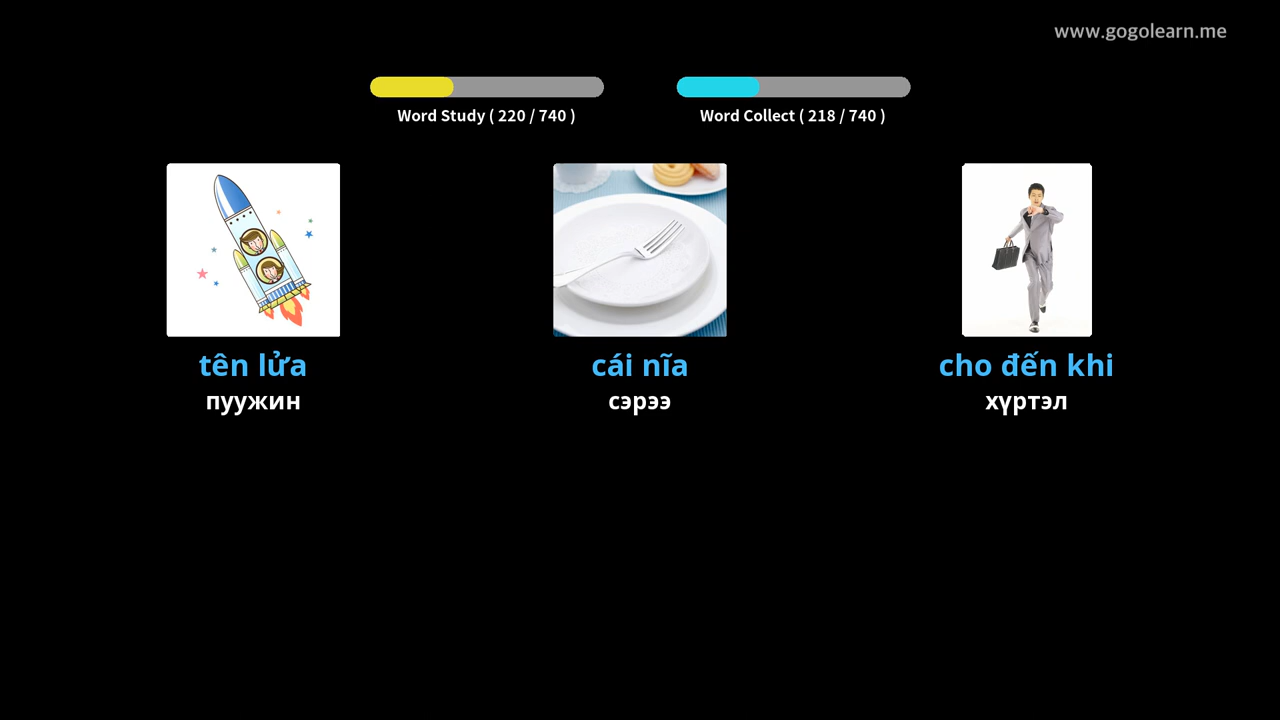 www.gogolearn.me
Word Study ( 220 / 740 )
Word Collect ( 218 / 740 )
tên lửa
пуужин
cái nĩa
сэрээ
cho đến khi
хүртэл